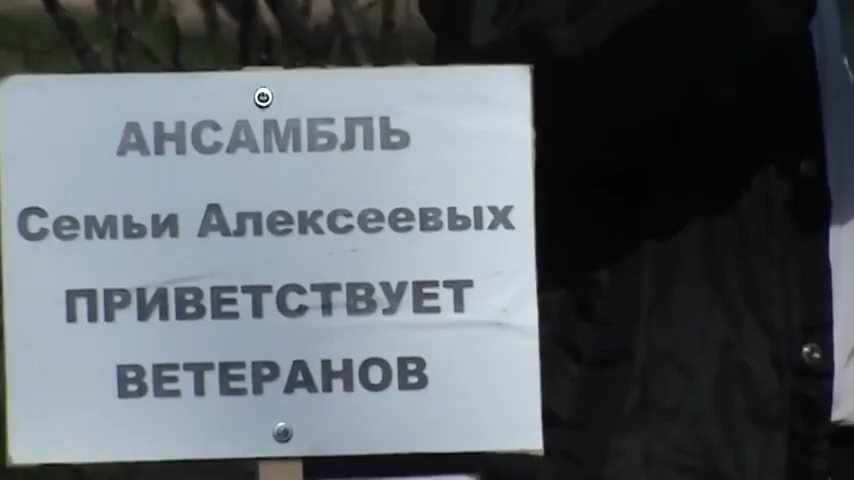 АНСАМБЛЬ
Семьи Алексеевых
ПРИВЕТСТВУЕТ
ВЕТЕРАНОВ